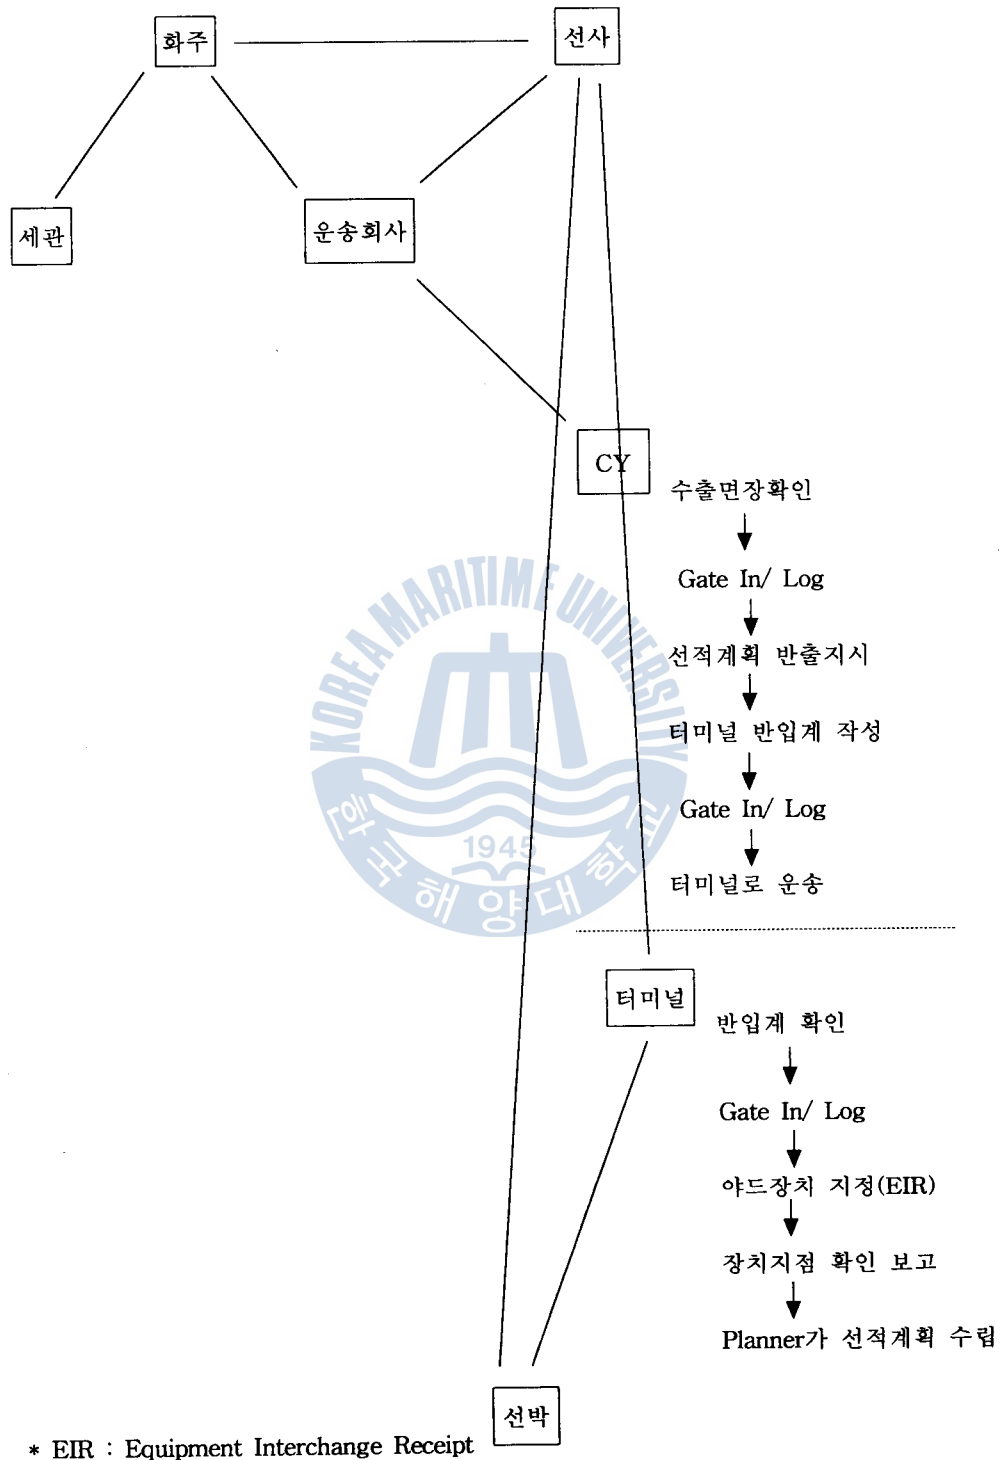 화주
선사
세관
운송회사
CY
수출면장확인
Gate In/ Log
선적계획 반출지시
터미널 반입계 작성
Gate In/ Log
터미널로 운송
KOREA MARITIME UNIVERSITY
1945
한국해양대학교
터미널
반입계 확인
Gate In/ Log
야드장치 지정(EIR)
장치지점 확인 보고
Planner가 선적계획 수립
선박
* EIR : Equipment Interchange Receipt